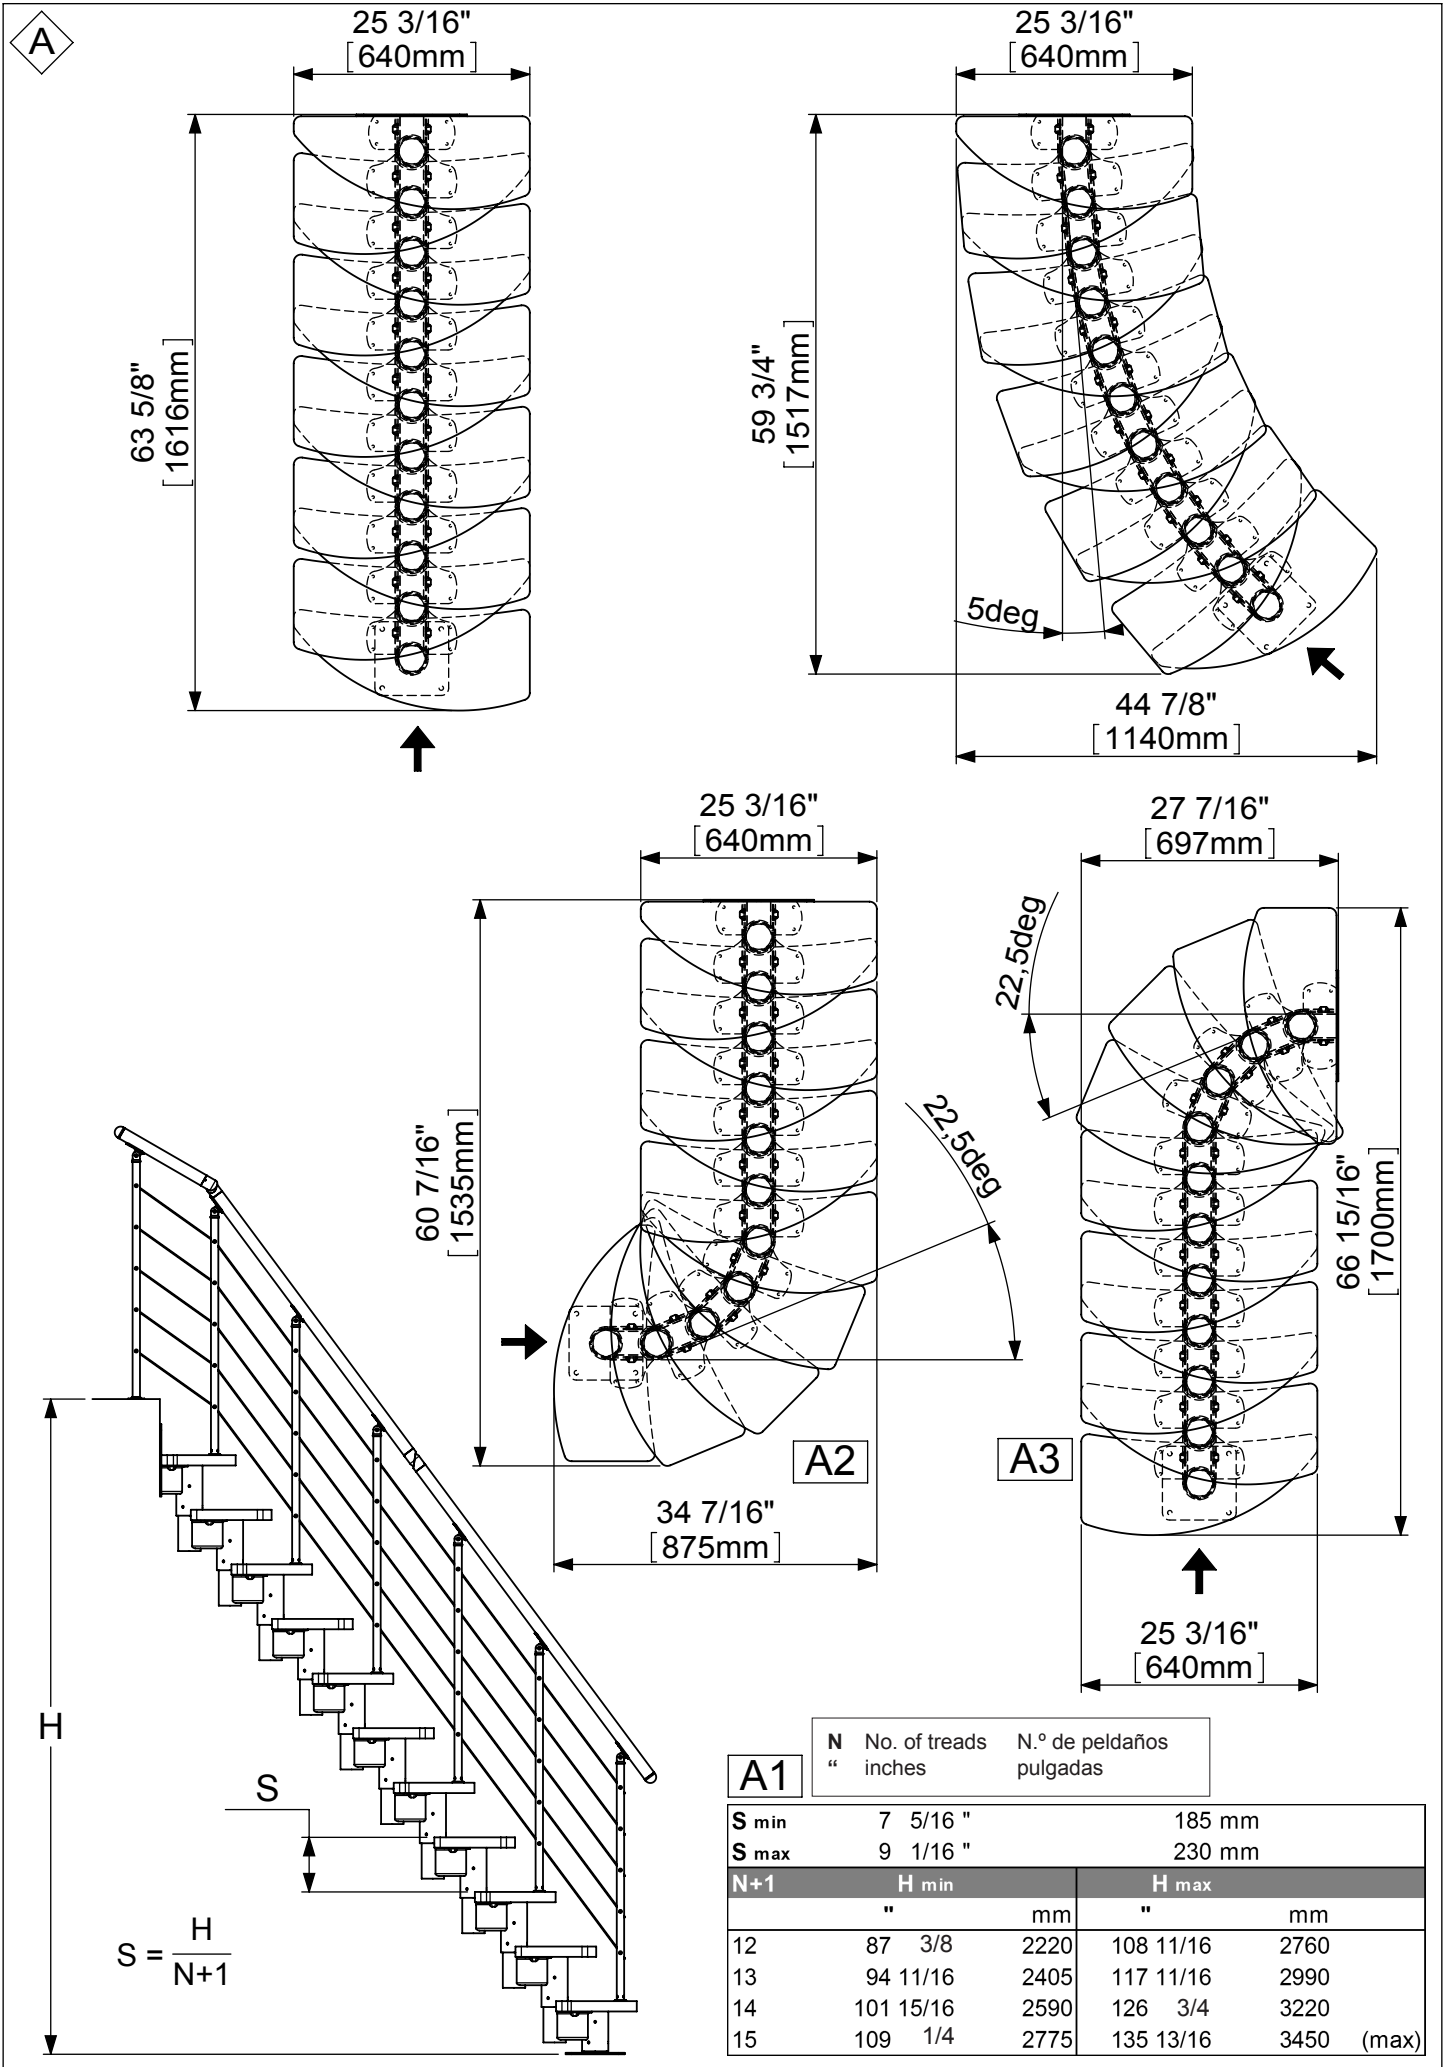 A
25 3/16"
[640mm]
25 3/16"
[640mm]
63 5/8"
[1616mm]
59 3/4"
[1517mm]
5deg
44 7/8"
[1140mm]
25 3/16"
[640mm]
27 7/16"
[697mm]
22,5deg
60 7/16"
[1535mm]
22,5deg
66 15/16"
[1700mm]
A2
A3
34 7/16"
[875mm]
25 3/16"
[640mm]
H
S
S = H
N+1
A1
N No. of treads N.º de peldaños
“ inches pulgadas
S min 7 5/16 " 185 mm
S max 9 1/16 " 230 mm
N+1 H min H max
" mm " mm
12 87 3/8 2220 108 11/16 2760
13 94 11/16 2405 117 11/16 2990
14 101 15/16 2590 126 3/4 3220
15 109 1/4 2775 135 13/16 3450 (max)